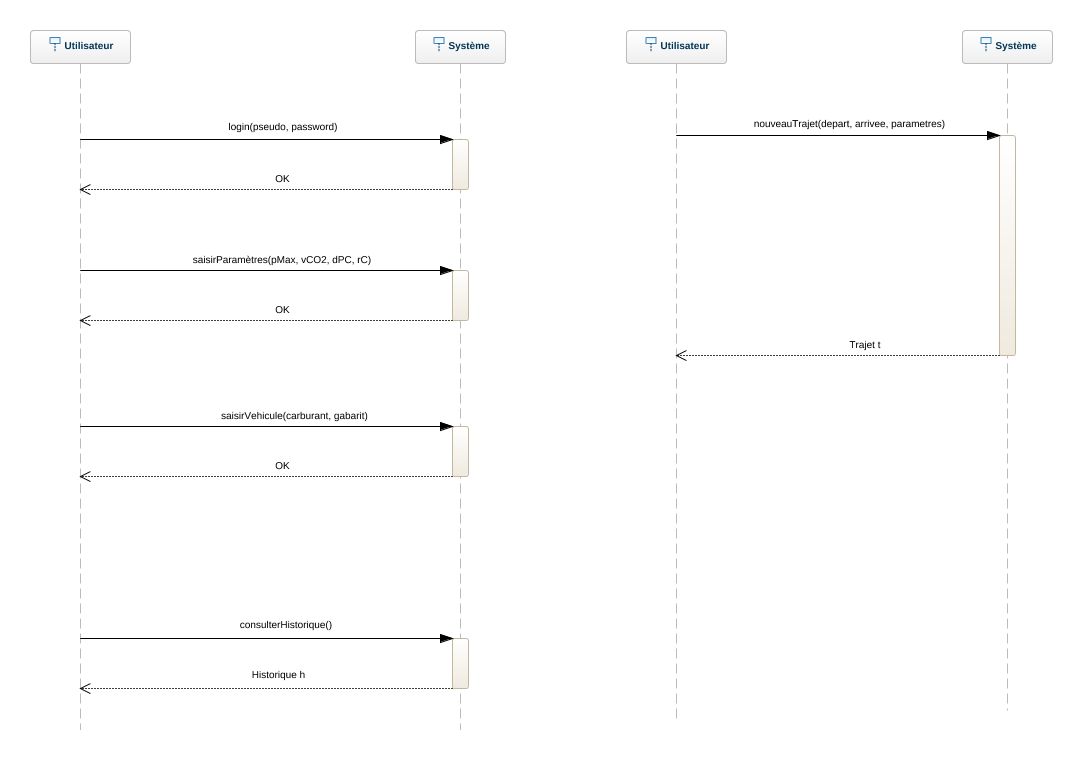 Utilisateur
Système
login(pseudo, password)
OK
saisirParamètres(pMax, vCO2, dPC, rC)
OK
saisirVehicule(carburant, gabarit)
OK
consulterHistorique()
Historique h
Utilisateur
Système
nouveauTrajet(depart, arrivee, parametres)
Trajet t